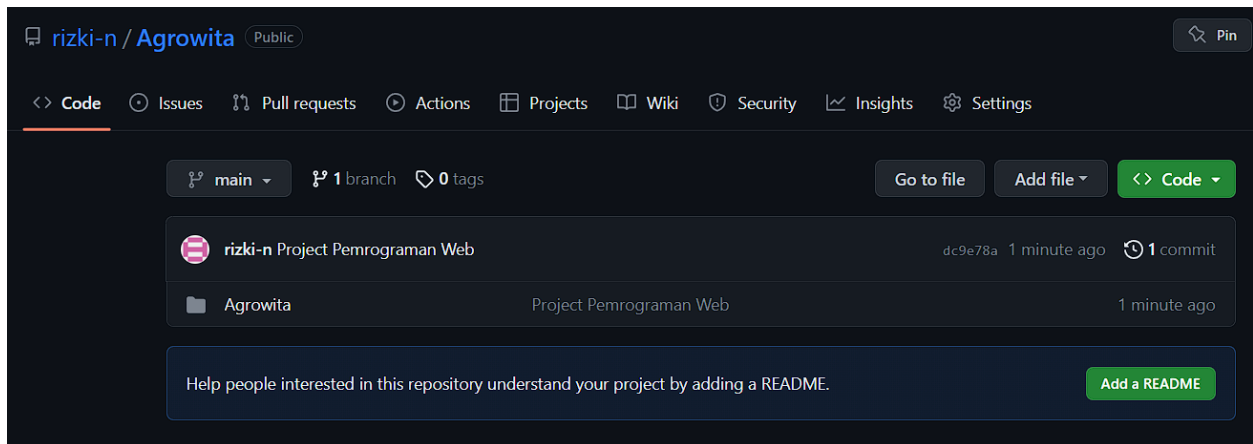 rizki-n / Agrowita Public Pin
Code Issues Pull requests Actions Projects Wiki Security Insights Settings
main 1 branch 0 tags Go to file Add file Code
rizki-n Project Pemrograman Web dc9e78a 1 minute ago 1 commit
Agrowita Project Pemrograman Web 1 minute ago
Help people interested in this repository understand your project by adding a README. Add a README